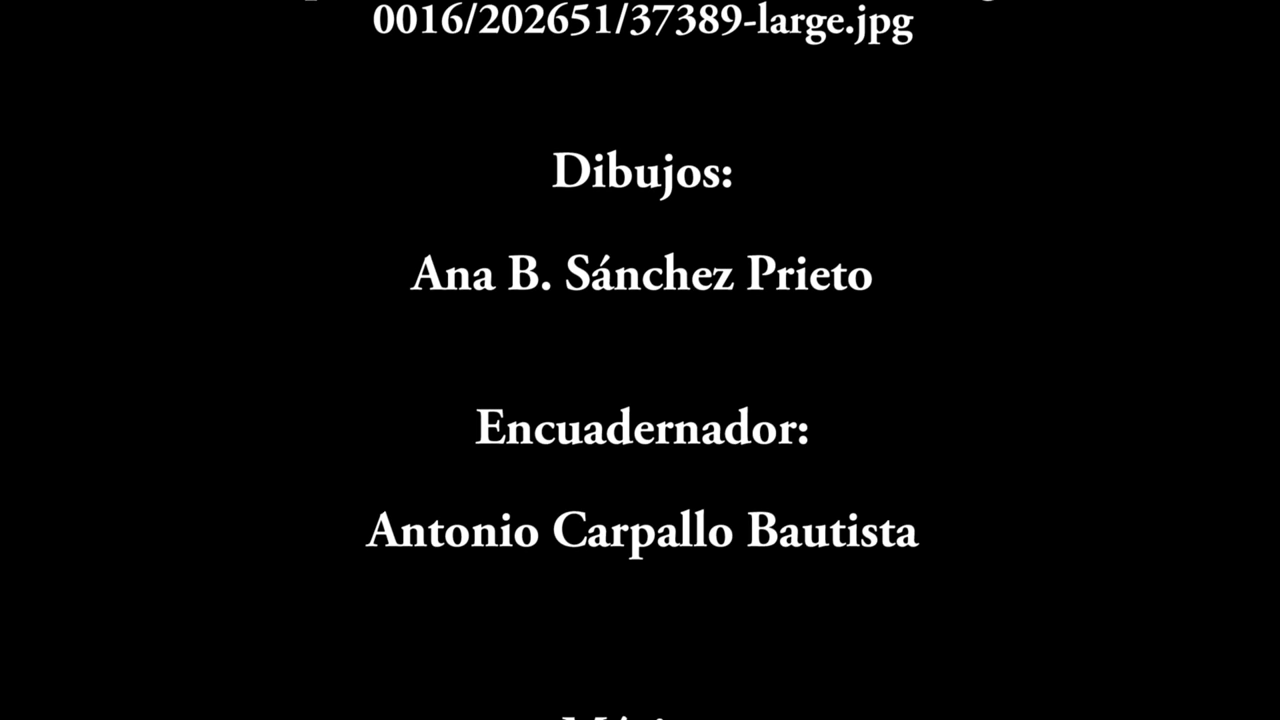 0016/202651/37389-large.jpg
Dibujos:
Ana B. Sánchez Prieto
Encuadernador:
Antonio Carpallo Bautista